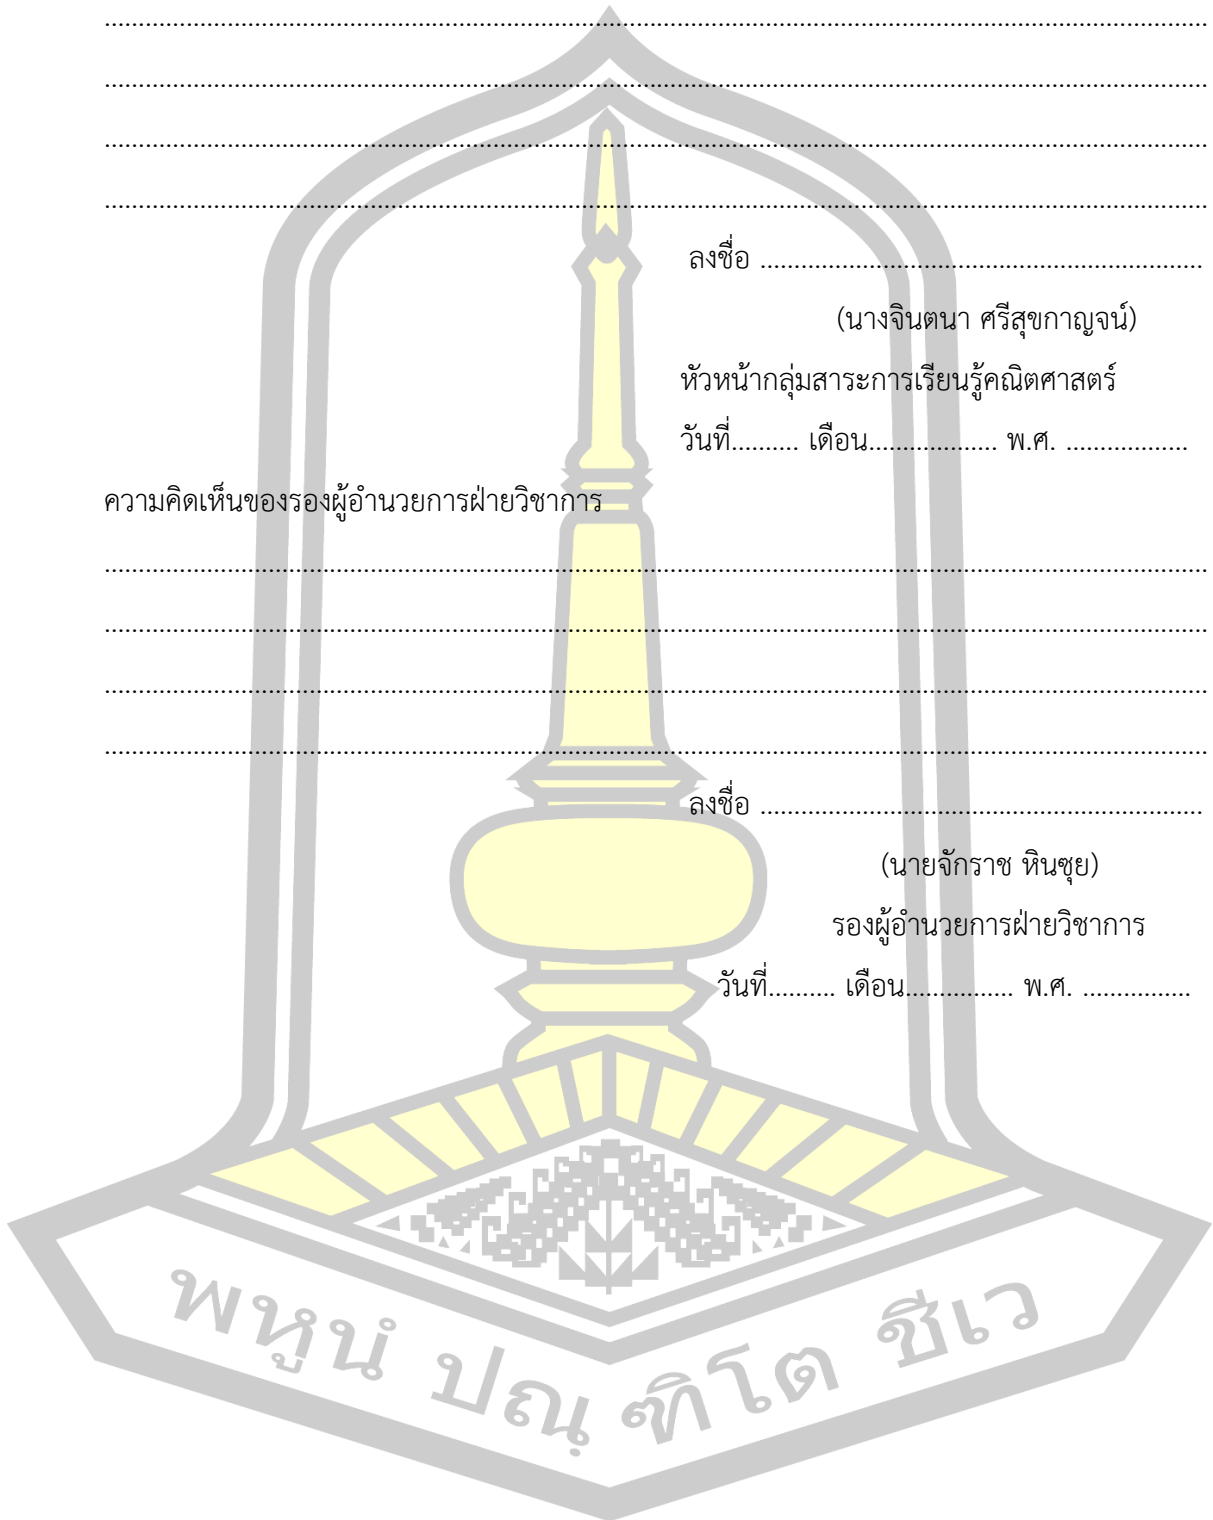 ................................................................................................................................................
................................................................................................................................................
................................................................................................................................................
................................................................................................................................................
ลงชื่อ ..........................................................
(นางจินตนา ศรีสุขกาญจน์)
หัวหน้ากลุ่มสาระการเรียนรู้คณิตศาสตร์
วันที่.......... เดือน................... พ.ศ. ..................
ความคิดเห็นของรองผู้อำนวยการฝ่ายวิชาการ
................................................................................................................................................
................................................................................................................................................
................................................................................................................................................
................................................................................................................................................
ลงชื่อ ..........................................................
(นายจักราช หินซุย)
รองผู้อำนวยการฝ่ายวิชาการ
วันที่.......... เดือน................ พ.ศ. ................
พหูนํ ปณฺฑิโต ชีเว